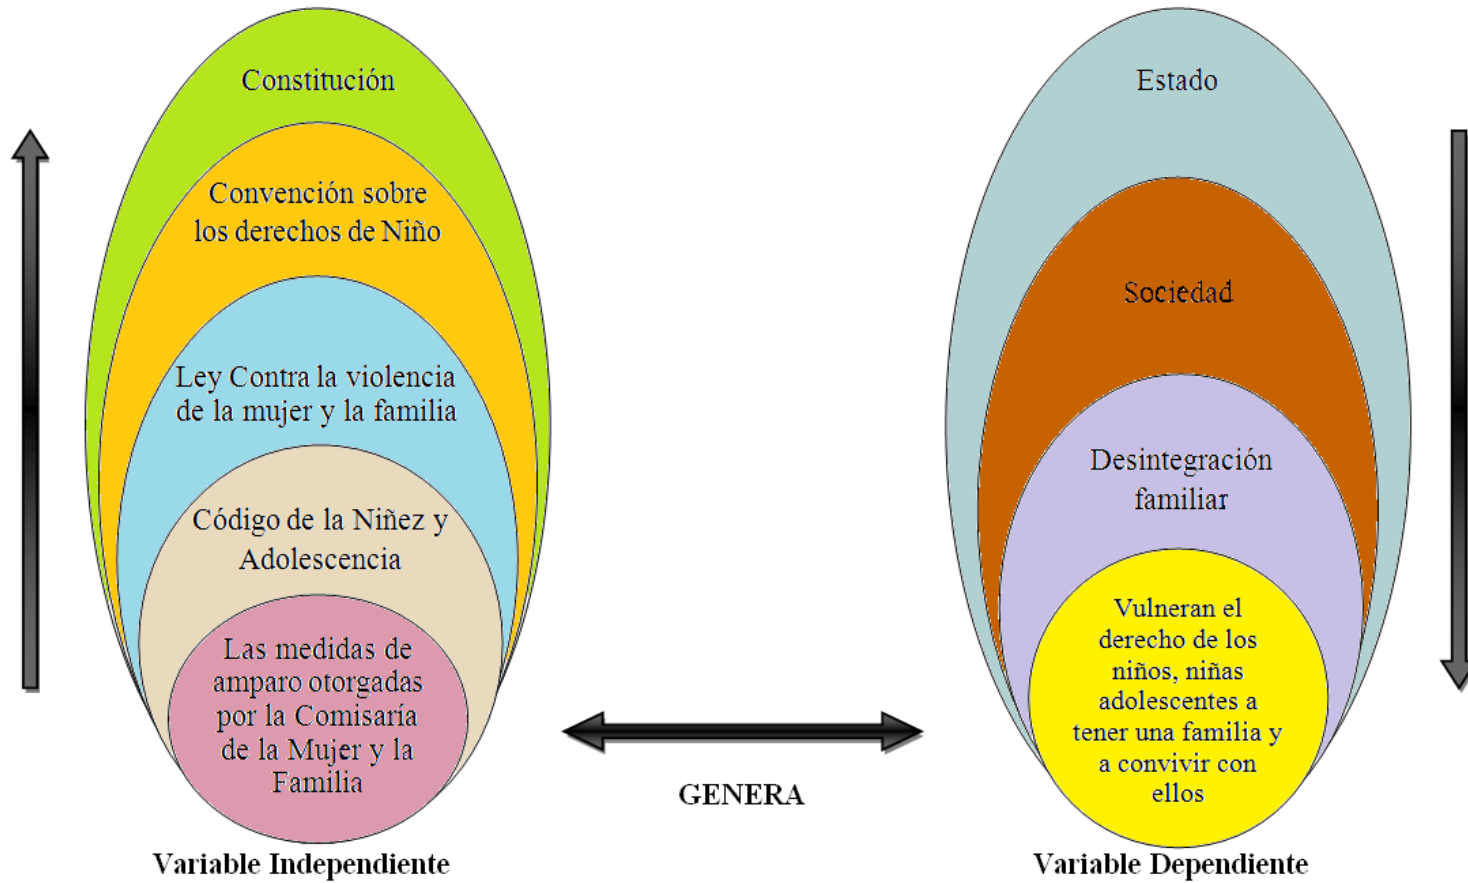 Constitución
Convención sobre
los derechos de Niño
Ley Contra la violencia
de la mujer y la familia
Código de la Niñez y
Adolescencia
Las medidas de
amparo otorgadas
por la Comisaría
de la Mujer y la
Familia
Variable Independiente
GENERA
Estado
Sociedad
Desintegración
familiar
Vulneran el
derecho de los
niños, niñas
adolescentes a
tener una familia y
a convivir con
ellos
Variable Dependiente